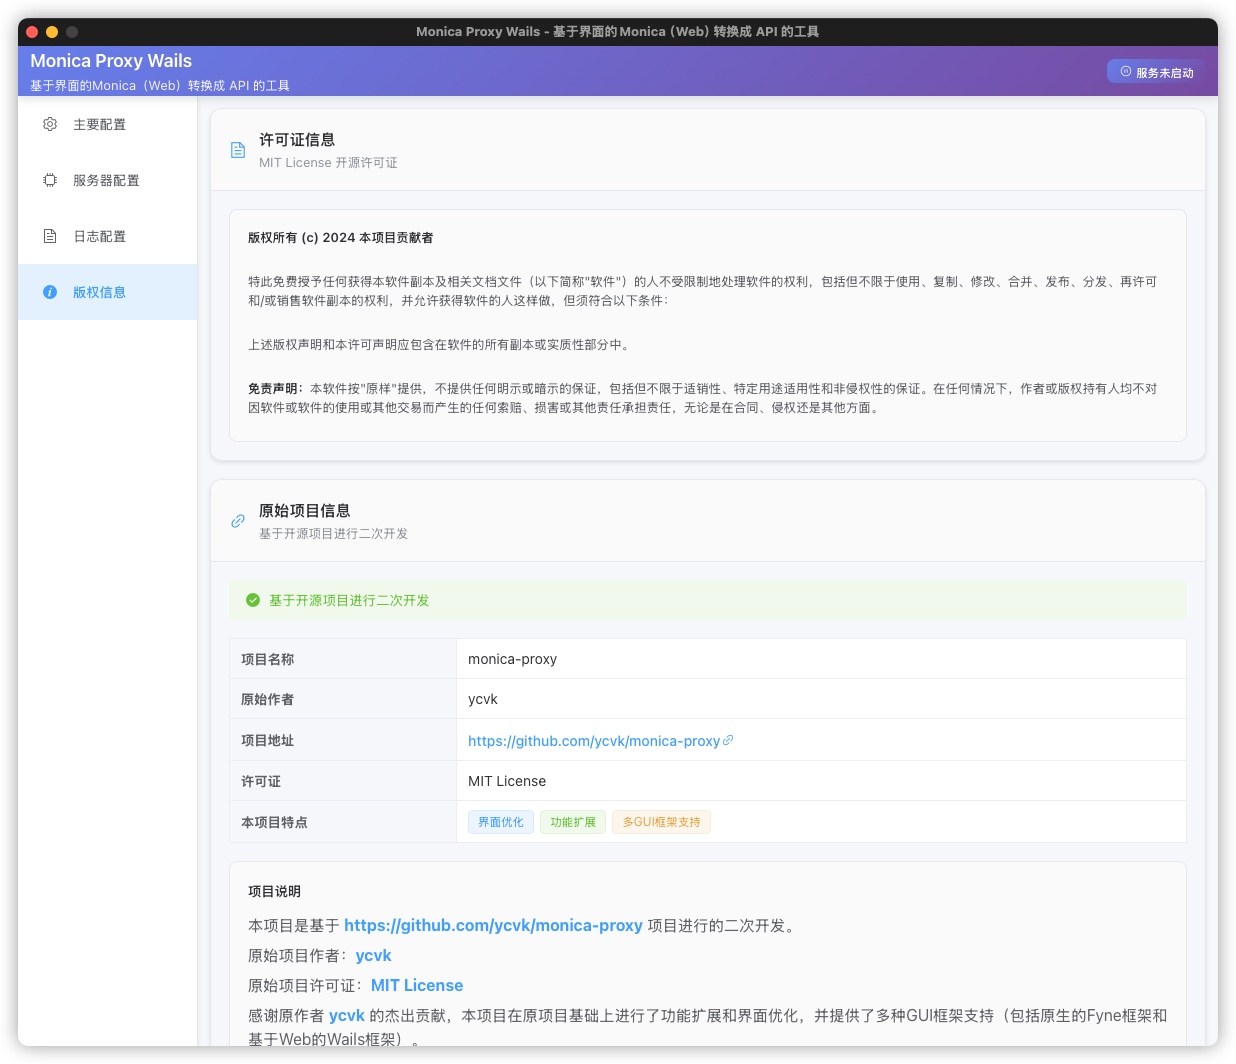 Monica Proxy Wails - 基于界面的 Monica (Web) 转换成 API 的工具
Monica Proxy Wails
基于界面的Monica（Web）转换成 API 的工具
服务未启动
主要配置
服务器配置
日志配置
版权信息
许可证信息
MIT License 开源许可证
版权所有 (c) 2024 本项目贡献者
特此免费授予任何获得本软件副本及相关文档文件（以下简称"软件"）的人不受限制地处理软件的权利，包括但不限于使用、复制、修改、合并、发布、分发、再许可
和/或销售软件副本的权利，并允许获得软件的人这样做，但须符合以下条件：
上述版权声明和本许可声明应包含在软件的所有副本或实质性部分中。
免责声明：本软件按"原样"提供，不提供任何明示或暗示的保证，包括但不限于适销性、特定用途适用性和非侵权性的保证。在任何情况下，作者或版权持有人均不对
因软件或软件的使用或其他交易而产生的任何索赔、损害或其他责任承担责任，无论是在合同、侵权还是其他方面。
原始项目信息
基于开源项目进行二次开发
基于开源项目进行二次开发
项目名称 monica-proxy
原始作者 ycvk
项目地址 https://github.com/ycvk/monica-proxy
许可证 MIT License
本项目特点 界面优化 功能扩展 多GUI框架支持
项目说明
本项目是基于 https://github.com/ycvk/monica-proxy 项目进行的二次开发。
原始项目作者：ycvk
原始项目许可证：MIT License
感谢原作者 ycvk 的杰出贡献，本项目在原项目基础上进行了功能扩展和界面优化，并提供了多种GUI框架支持（包括原生的Fyne框架和
基于Web的Wails框架）。